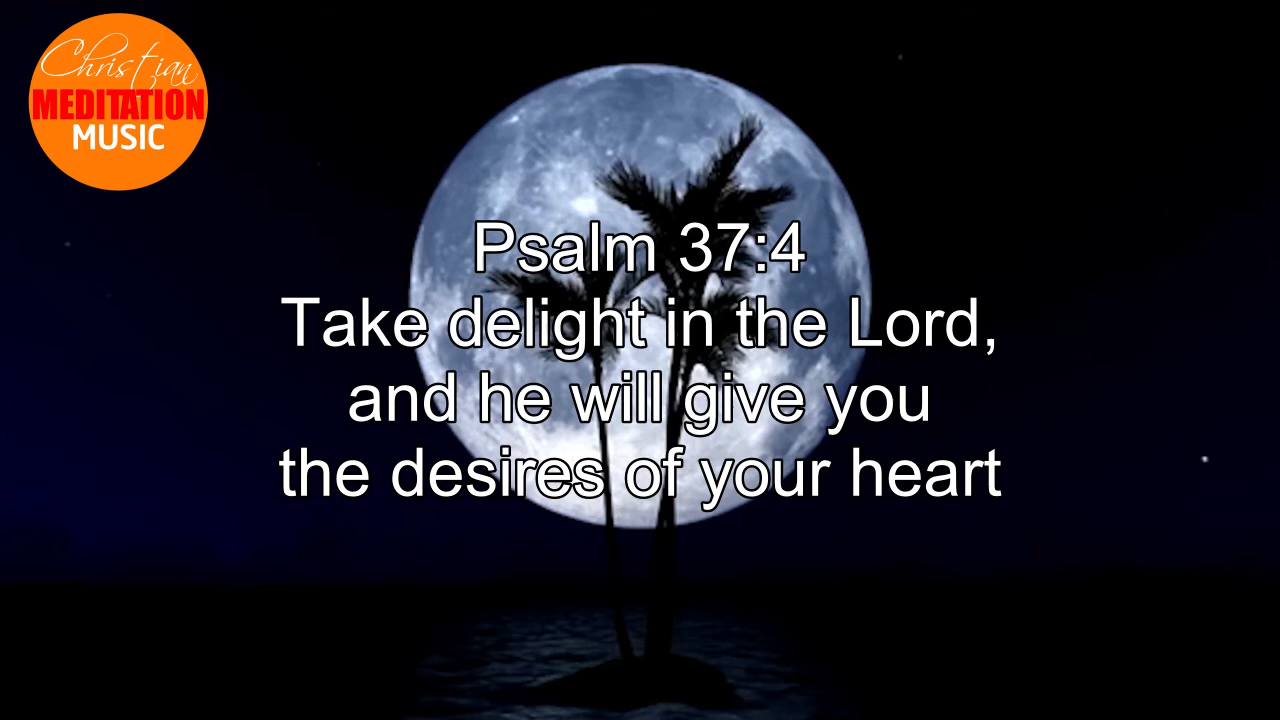 Christian
MEDITATION
MUSIC
Psalm 37:4
Take delight in the Lord,
and he will give you
the desires of your heart